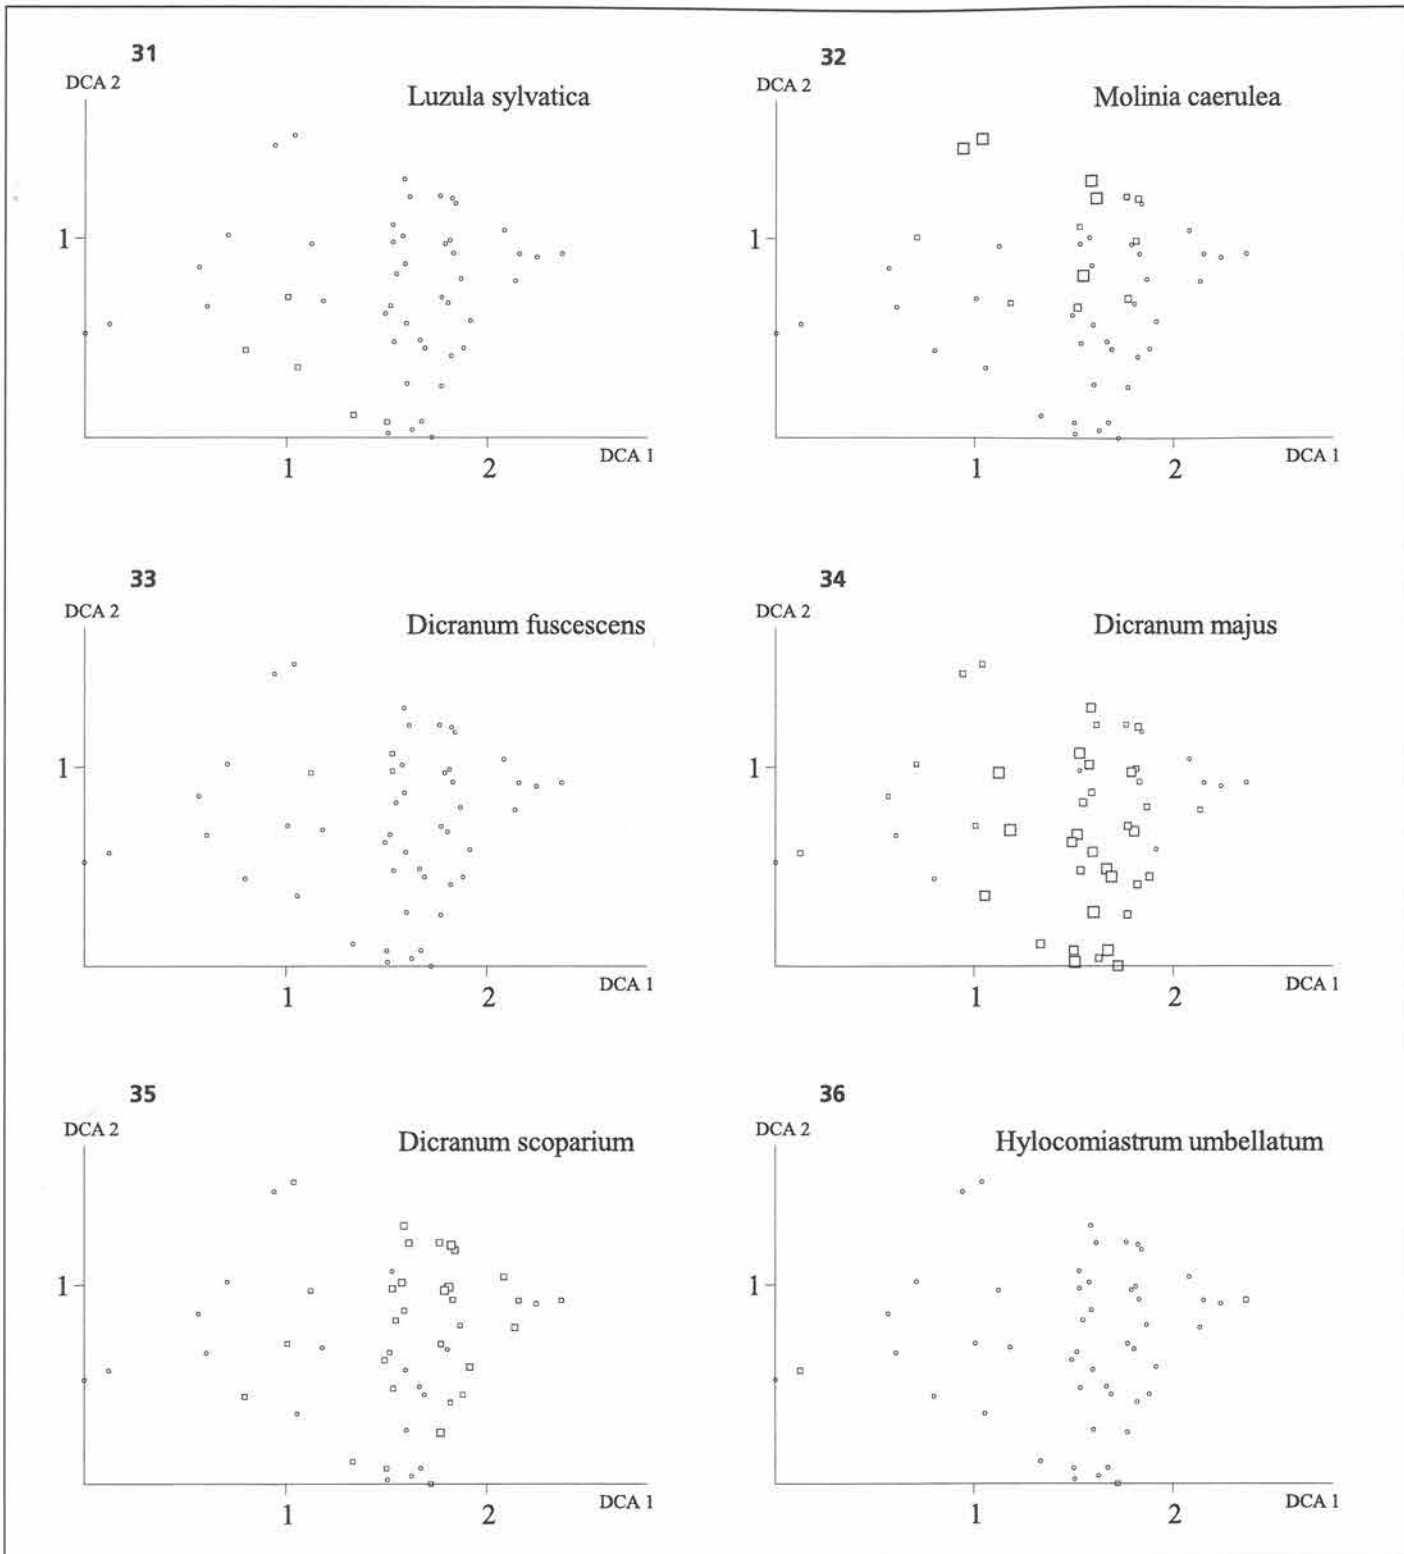 31
DCA 2
Luzula sylvatica
1
1 2
DCA 1
32
DCA 2
Molinia caerulea
1
1 2
DCA 1
33
DCA 2
Dicranum fuscescens
1
1 2
DCA 1
34
DCA 2
Dicranum majus
1
1 2
DCA 1
35
DCA 2
Dicranum scoparium
1
1 2
DCA 1
36
DCA 2
Hylocomiastrum umbellatum
1
1 2
DCA 1